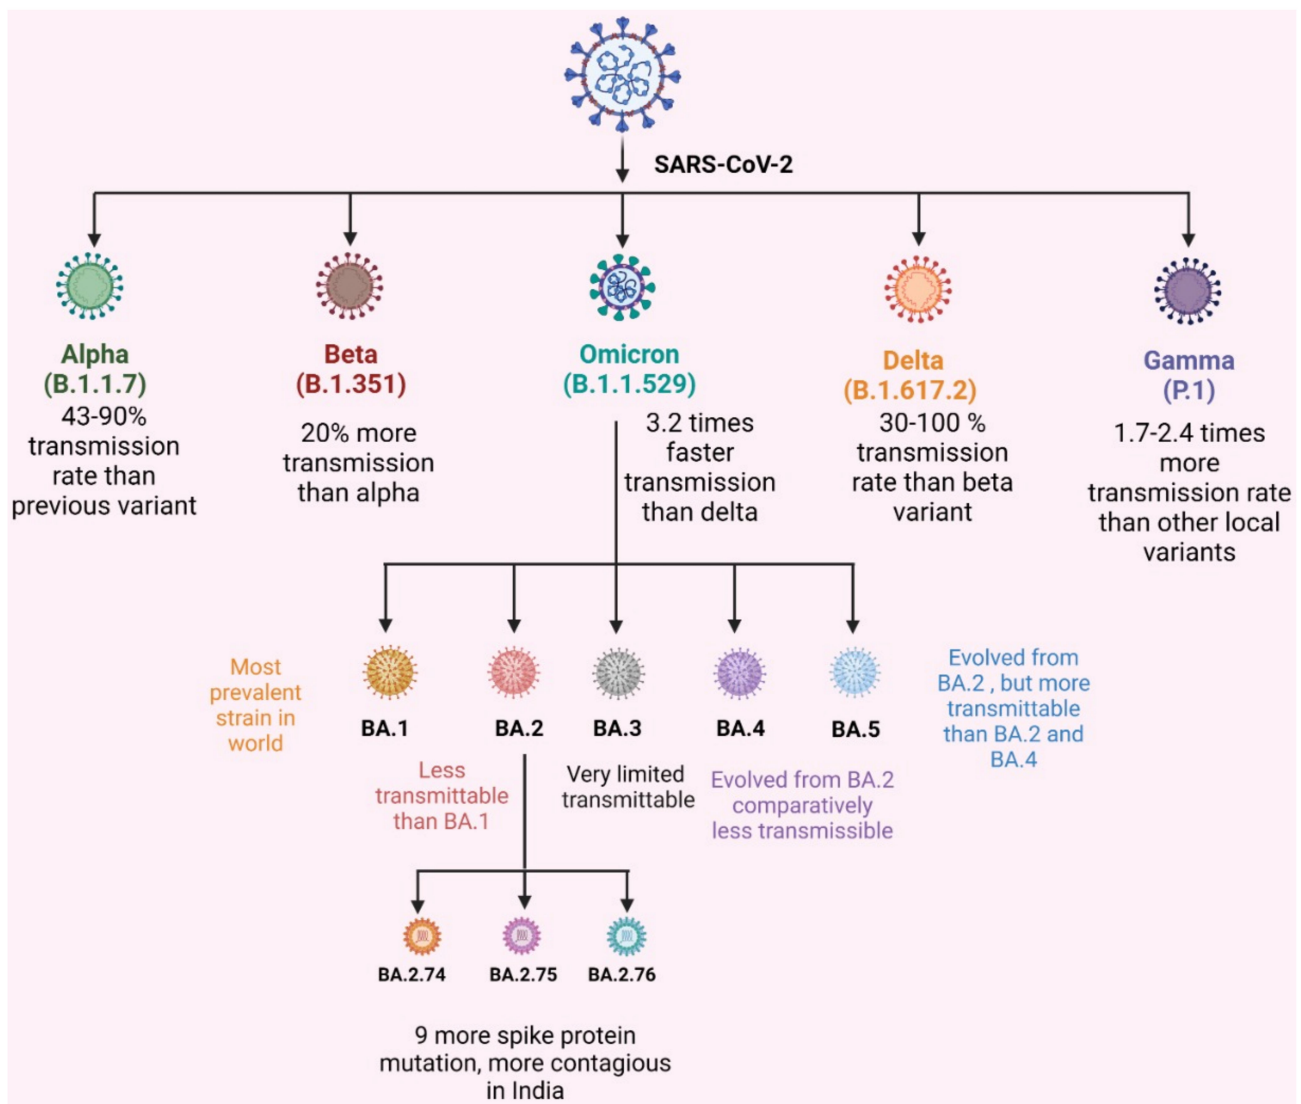 SARS-CoV-2
Alpha
(B.1.1.7)
43-90%
transmission
rate than
previous variant
Beta
(B.1.351)
20% more
transmission
than alpha
Omicron
(B.1.1.529)
3.2 times
faster
transmission
than delta
Delta
(B.1.617.2)
30-100 %
transmission
rate than beta
variant
Gamma
(P.1)
1.7-2.4 times
more
transmission rate
than other local
variants
Most
prevalent
strain in
world
BA.1
BA.2
BA.3
BA.4
BA.5
Evolved from
BA.2 , but more
transmittable
than BA.2 and
BA.4
Less
transmittable
than BA.1
Very limited
transmittable
Evolved from BA.2
comparatively
less transmissible
BA.2.74
BA.2.75
BA.2.76
9 more spike protein
mutation, more contagious
in India